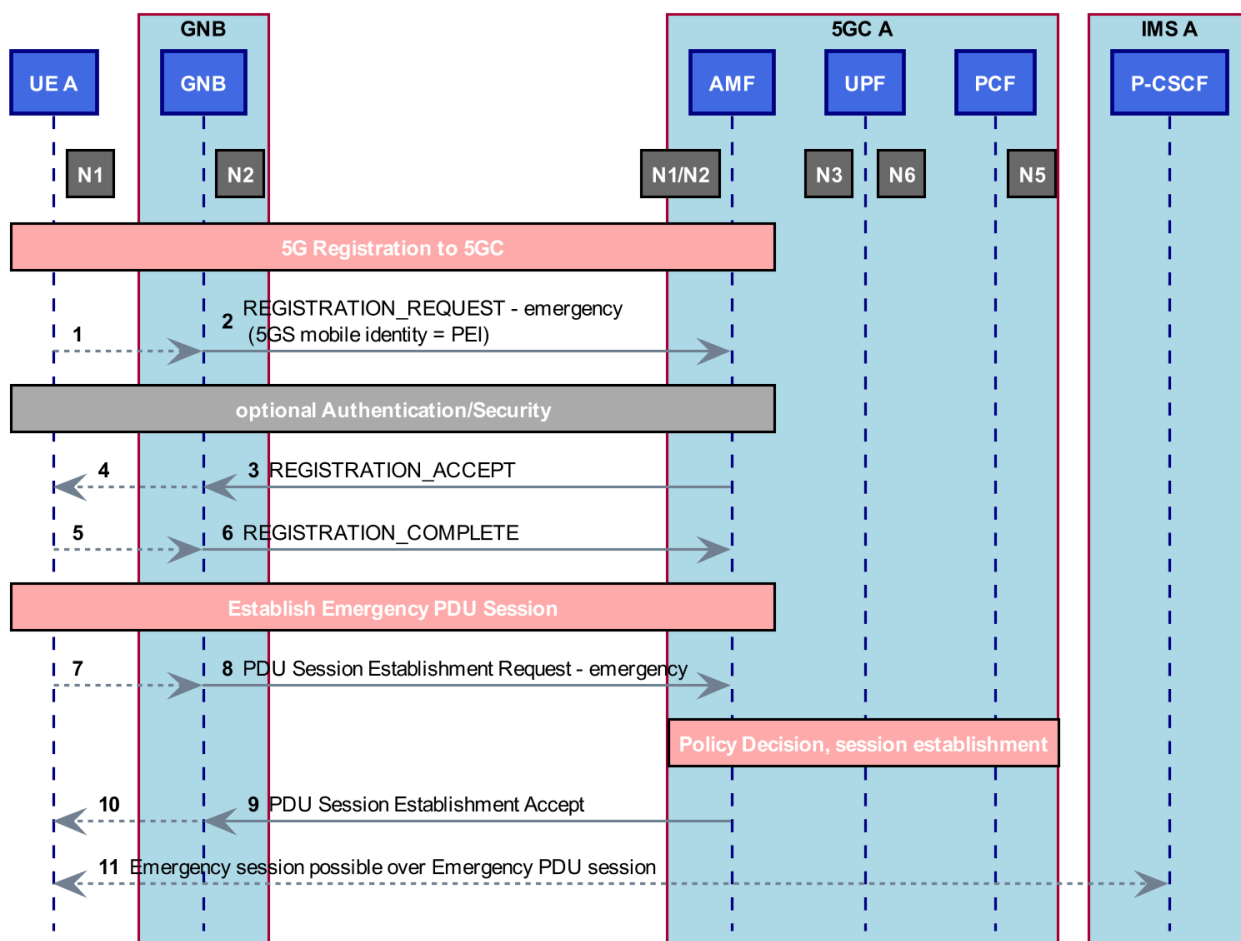 GNB
5GC A
IMS A
UE A
GNB
AMF
UPF
PCF
P-CSCF
N1
N2
N1/N2
N3
N6
N5
5G Registration to 5GC
1
2 REGISTRATION_REQUEST - emergency
(5GS mobile identity = PEI)
optional Authentication/Security
4
3 REGISTRATION_ACCEPT
5
6 REGISTRATION_COMPLETE
Establish Emergency PDU Session
7
8 PDU Session Establishment Request - emergency
Policy Decision, session establishment
10
9 PDU Session Establishment Accept
11 Emergency session possible over Emergency PDU session